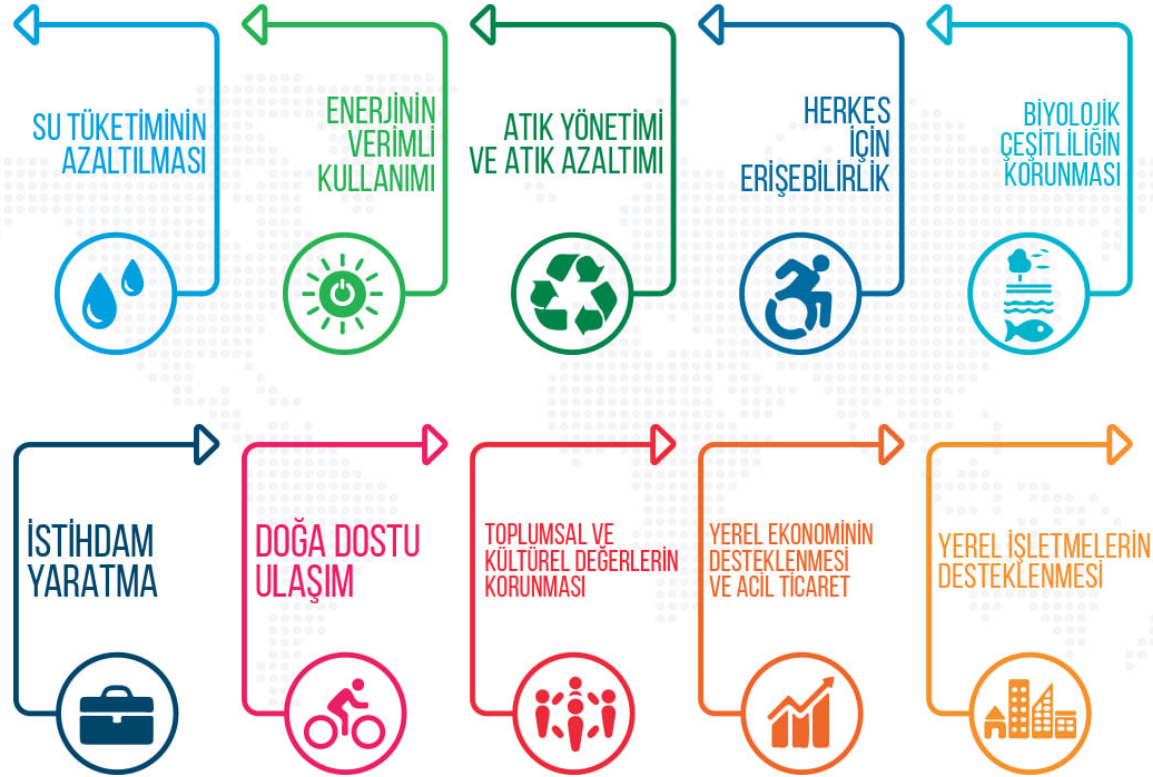 SU TÜKETİMİNİN
AZALTILMASI
ENERJİNİN
VERİMLİ
KULLANIMI
ATIK YÖNETİMİ
VE ATIK AZALTIMI
HERKES
İÇİN
ERİŞEBİLİRLİK
BİYOLOJİK
ÇEŞİTLİLİĞİN
KORUNMASI
İSTİHDAM
YARATMA
DOĞA DOSTU
ULAŞIM
TOPLUMSAL VE
KÜLTÜREL DEĞERLERİN
KORUNMASI
YEREL EKONOMİNİN
DESTEKLENMESİ
VE ACİL TİCARET
YEREL İŞLETMELERİN
DESTEKLENMESİ